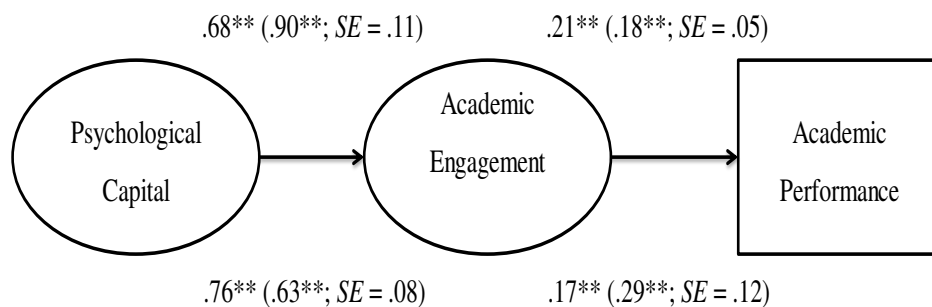 .68** (.90**; SE = .11) .21** (.18**; SE = .05)
Psychological
Capital
Academic
Engagement
Academic
Performance
.76** (.63**; SE = .08) .17** (.29**; SE = .12)